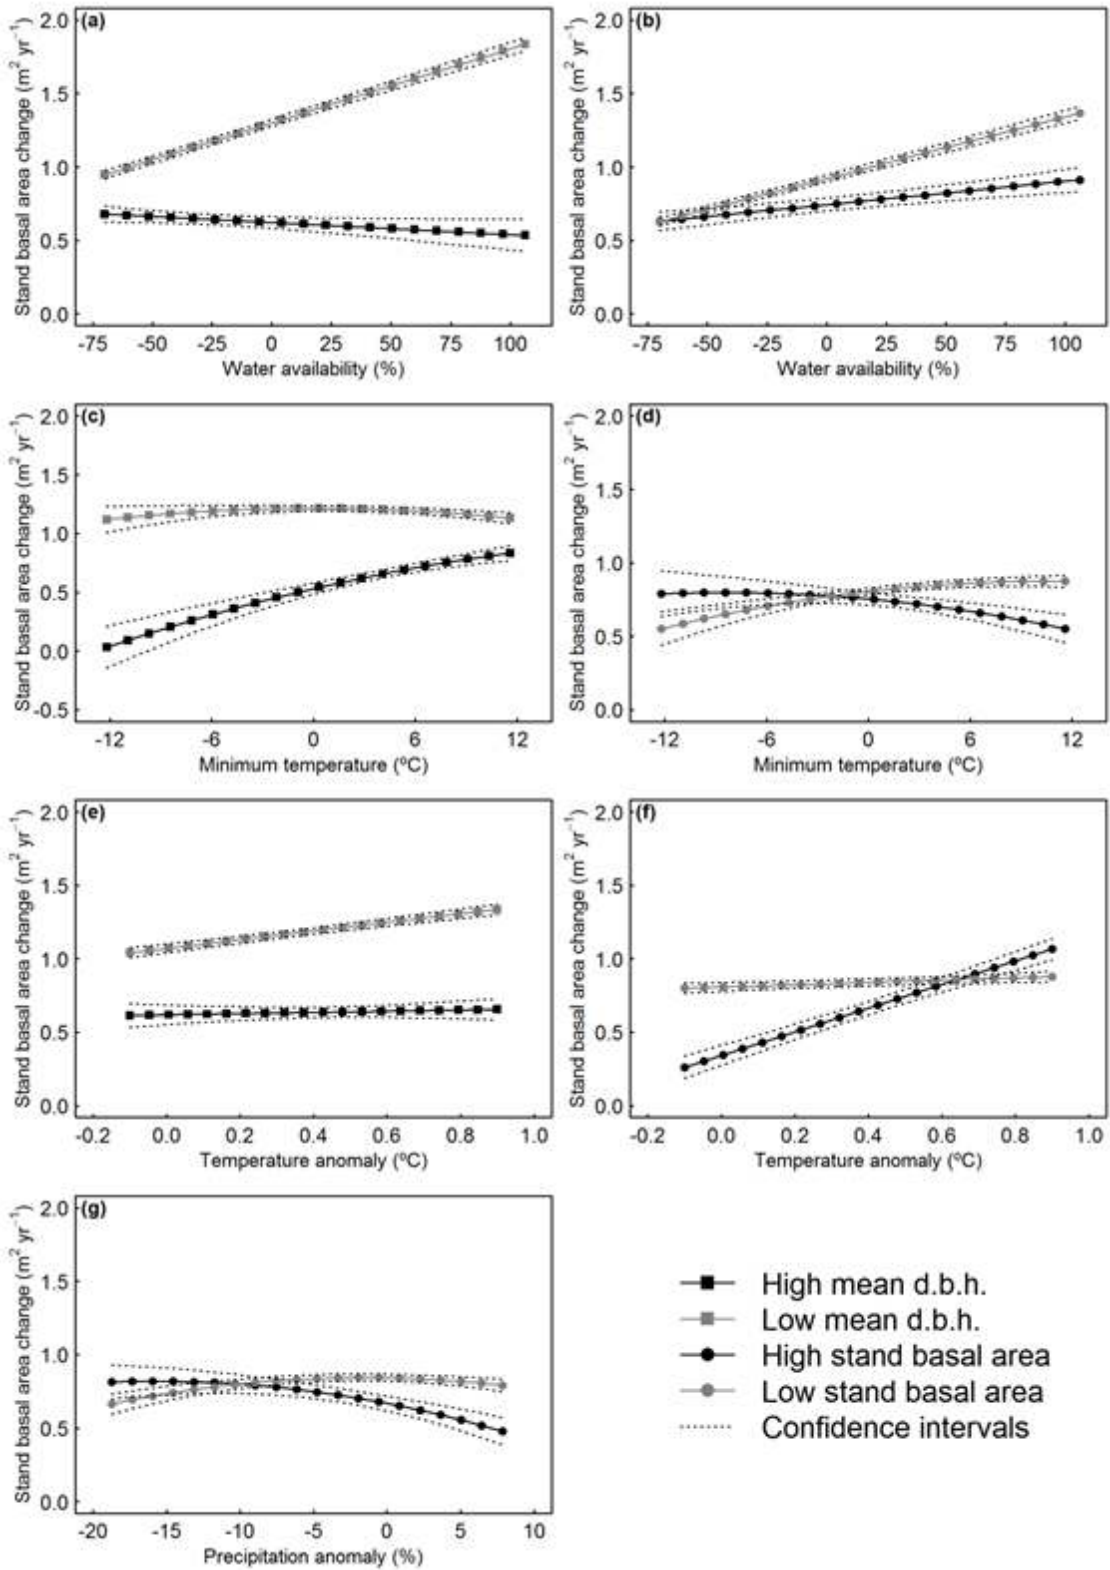 (a)
Stand basal area change (m² yr⁻¹)
2.0
1.5
1.0
0.5
0.0
-75 -50 -25 0 25 50 75 100
Water availability (%)
(b)
Stand basal area change (m² yr⁻¹)
2.0
1.5
1.0
0.5
0.0
-75 -50 -25 0 25 50 75 100
Water availability (%)
(c)
Stand basal area change (m² yr⁻¹)
2.0
1.5
1.0
0.5
0.0
-0.5
-12 -6 0 6 12
Minimum temperature (ºC)
(d)
Stand basal area change (m² yr⁻¹)
2.0
1.5
1.0
0.5
0.0
-12 -6 0 6 12
Minimum temperature (ºC)
(e)
Stand basal area change (m² yr⁻¹)
2.0
1.5
1.0
0.5
0.0
-0.2 0.0 0.2 0.4 0.6 0.8 1.0
Temperature anomaly (ºC)
(f)
Stand basal area change (m² yr⁻¹)
2.0
1.5
1.0
0.5
0.0
-0.2 0.0 0.2 0.4 0.6 0.8 1.0
Temperature anomaly (ºC)
(g)
Stand basal area change (m² yr⁻¹)
2.0
1.5
1.0
0.5
0.0
-20 -15 -10 -5 0 5 10
Precipitation anomaly (%)
High mean d.b.h.
Low mean d.b.h.
High stand basal area
Low stand basal area
Confidence intervals